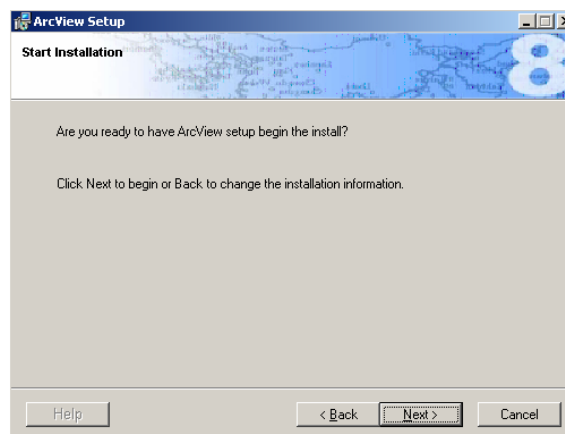 ArcView Setup
Start Installation
8
Are you ready to have ArcView setup begin the install?
Click Next to begin or Back to change the installation information.
Help
< Back
Next >
Cancel